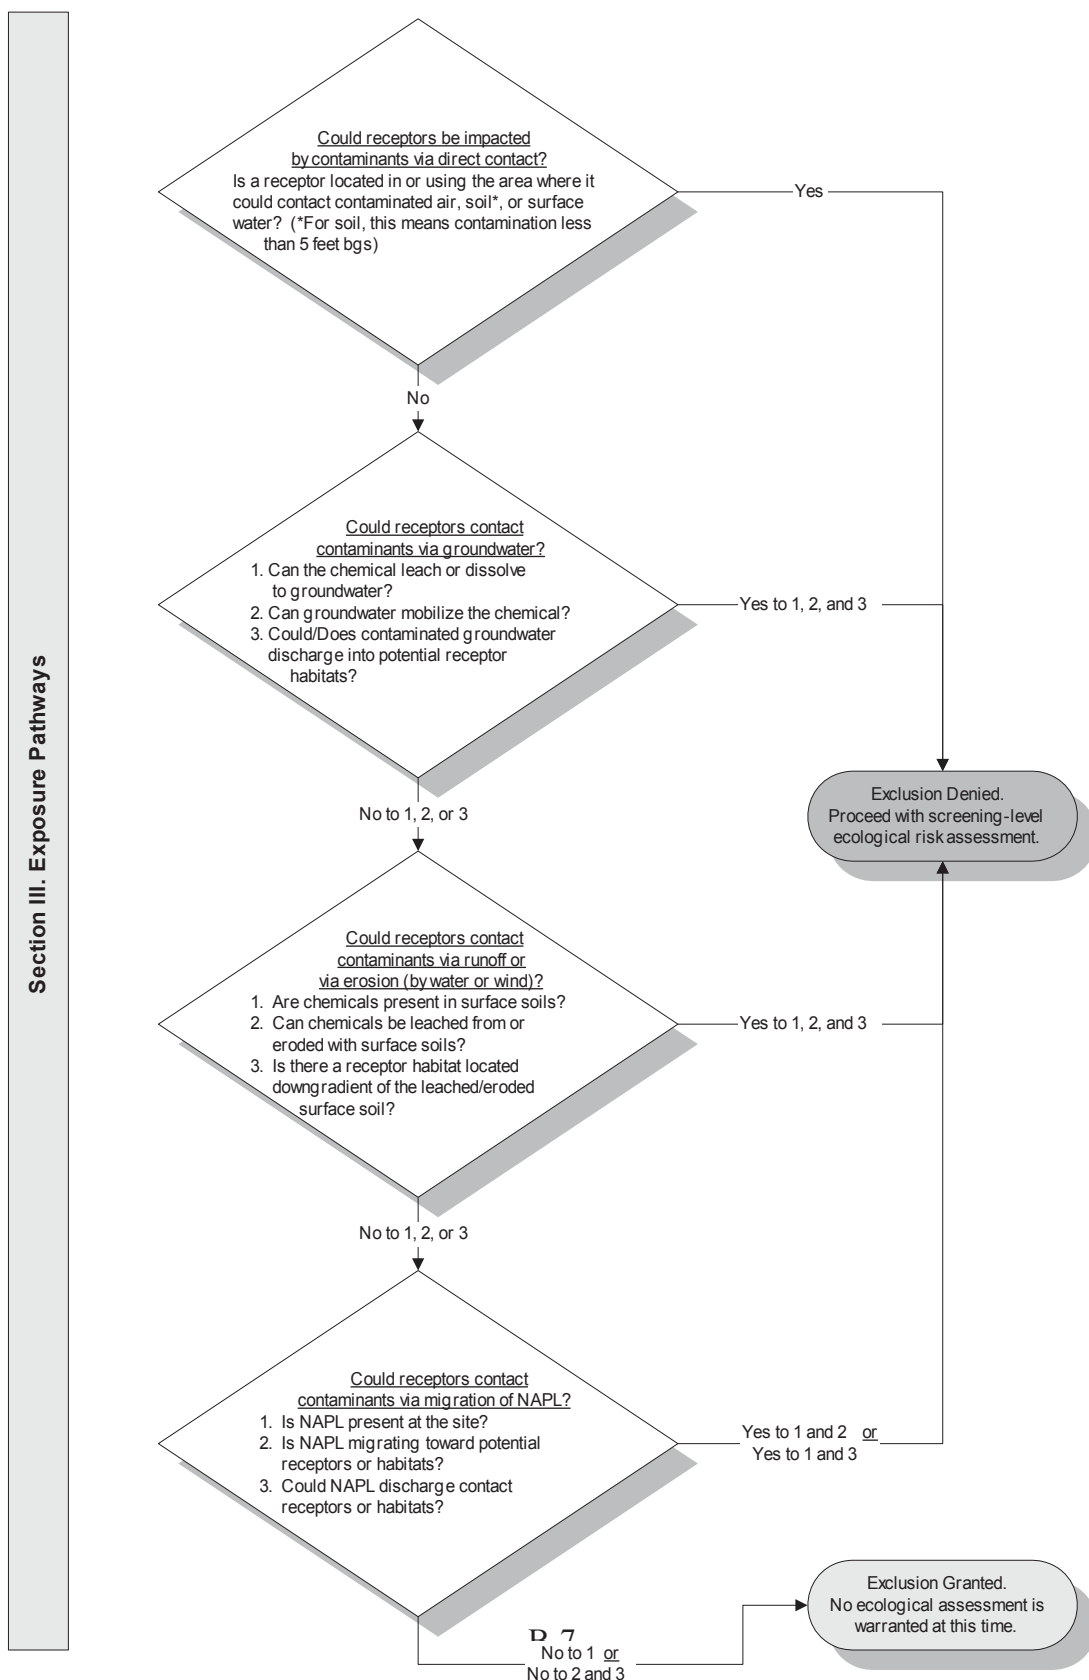 Section III. Exposure Pathways
Could receptors be impacted
by contaminants via direct contact?
Is a receptor located in or using the area where it
could contact contaminated air, soil*, or surface
water? (*For soil, this means contamination less
than 5 feet bgs)
Yes
No
Could receptors contact
contaminants via groundwater?
1. Can the chemical leach or dissolve
to groundwater?
2. Can groundwater mobilize the chemical?
3. Could/Does contaminated groundwater
discharge into potential receptor
habitats?
Yes to 1, 2, and 3
Exclusion Denied.
Proceed with screening-level
ecological risk assessment.
No to 1, 2, or 3
Could receptors contact
contaminants via runoff or
via erosion (by water or wind)?
1. Are chemicals present in surface soils?
2. Can chemicals be leached from or
eroded with surface soils?
3. Is there a receptor habitat located
downgradient of the leached/eroded
surface soil?
Yes to 1, 2, and 3
No to 1, 2, or 3
Could receptors contact
contaminants via migration of NAPL?
1. Is NAPL present at the site?
2. Is NAPL migrating toward potential
receptors or habitats?
3. Could NAPL discharge contact
receptors or habitats?
Yes to 1 and 2 or
Yes to 1 and 3
Exclusion Granted.
No ecological assessment is
warranted at this time.
No to 1 or
No to 2 and 3